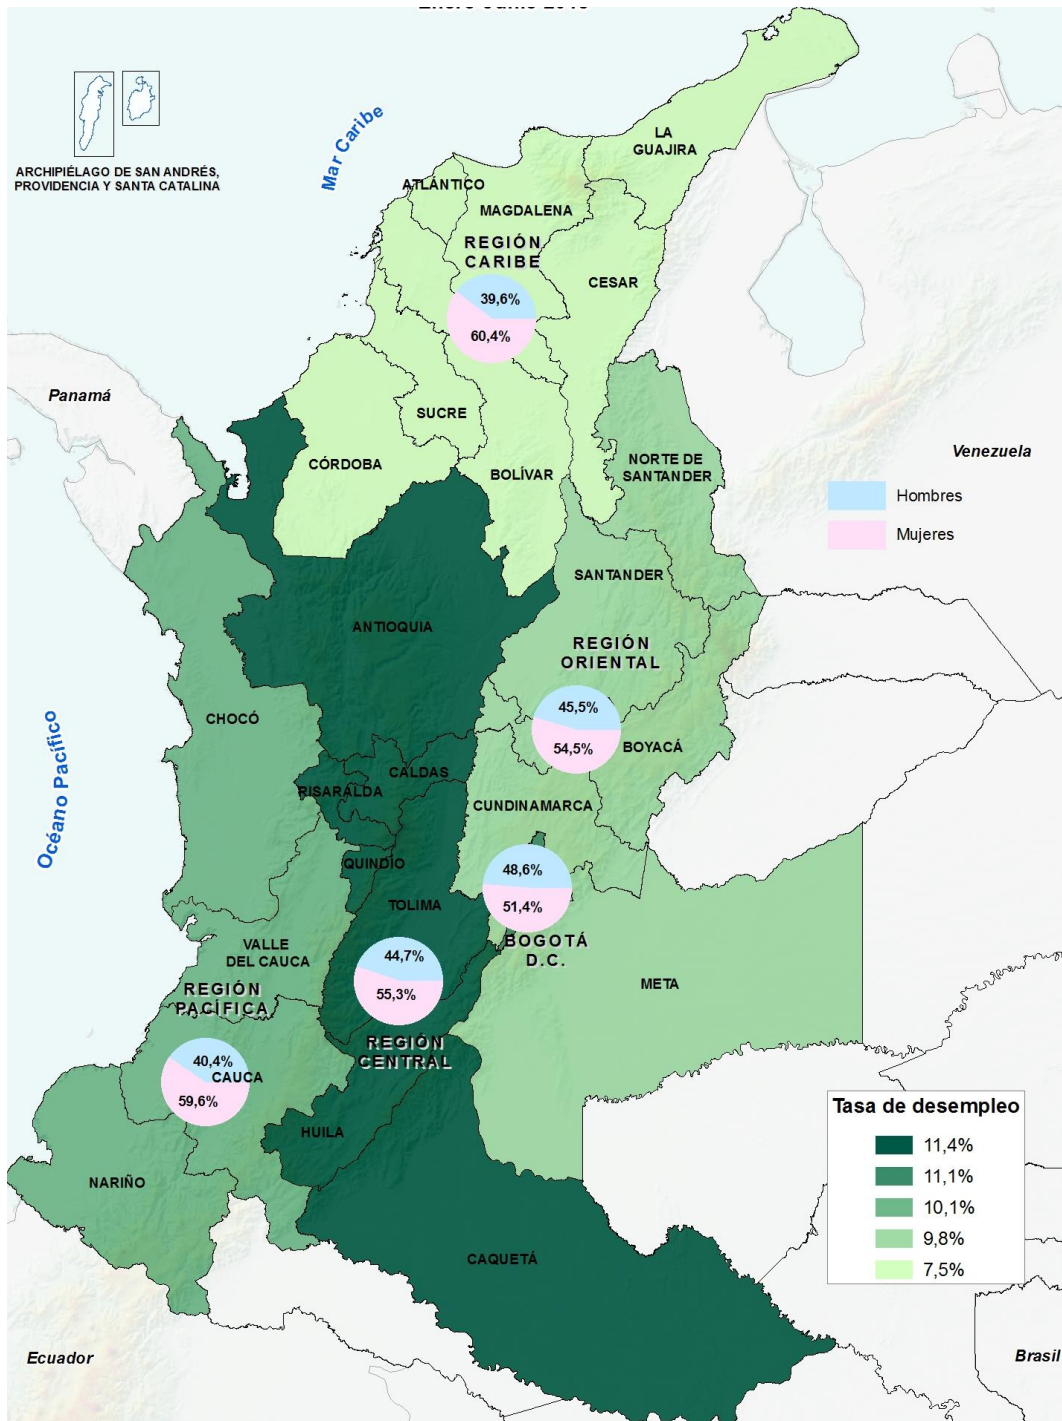 ARCHIPIÉLAGO DE SAN ANDRÉS,
PROVIDENCIA Y SANTA CATALINA
Mar Caribe
LA
GUAJIRA
ATLÁNTICO
MAGDALENA
REGIÓN
CARIBE
CESAR
39,6%
60,4%
Panamá
SUCRE
CÓRDOBA
BOLÍVAR
NORTE DE
SANTANDER
Venezuela
Hombres
Mujeres
SANTANDER
ANTIOQUIA
REGIÓN
ORIENTAL
CHOCÓ
45,5%
54,5%
BOYACÁ
Océano Pacífico
CALDAS
RISARALDA
CUNDINAMARCA
QUINDÍO
48,6%
51,4%
TOLIMA
BOGOTÁ
D.C.
VALLE
DEL CAUCA
44,7%
55,3%
META
REGIÓN
PACÍFICA
REGIÓN
CENTRAL
40,4%
CAUCA
59,6%
HUILA
NARIÑO
CAQUETÁ
Tasa de desempleo
11,4%
11,1%
10,1%
9,8%
7,5%
Ecuador
Brasil